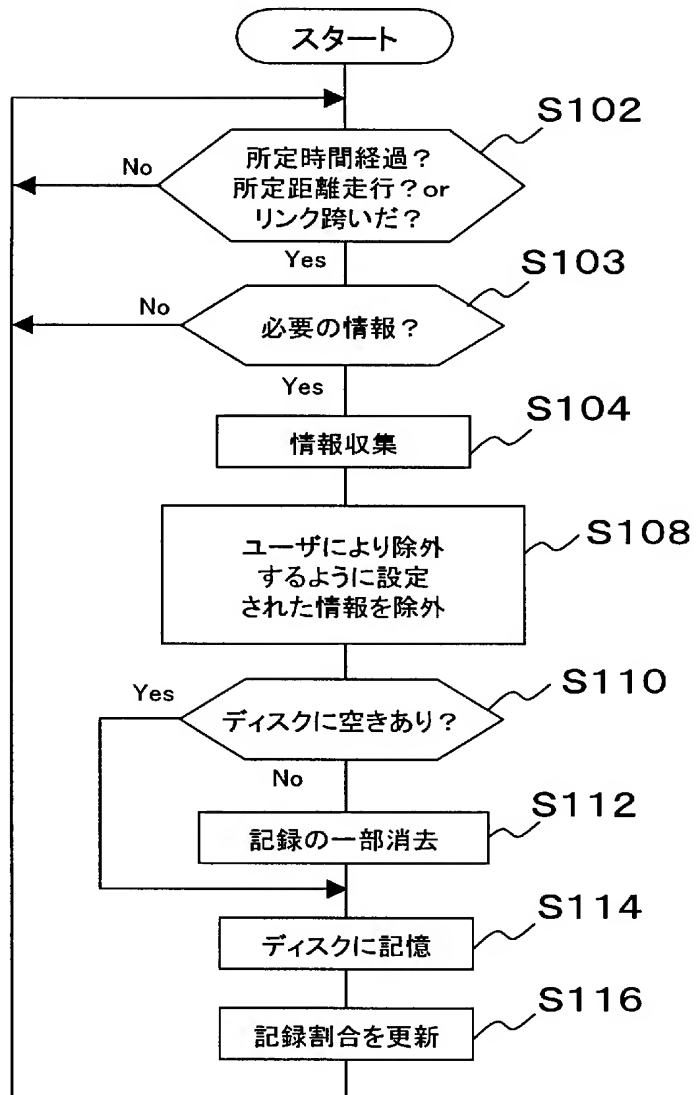 スタート
S102
No
所定時間経過?
所定距離走行?or
リンク跨いだ?
Yes
S103
No
必要の情報?
Yes
S104
情報収集
S108
ユーザにより除外
するように設定
された情報を除外
Yes
S110
ディスクに空きあり?
No
S112
記録の一部消去
S114
ディスクに記憶
S116
記録割合を更新